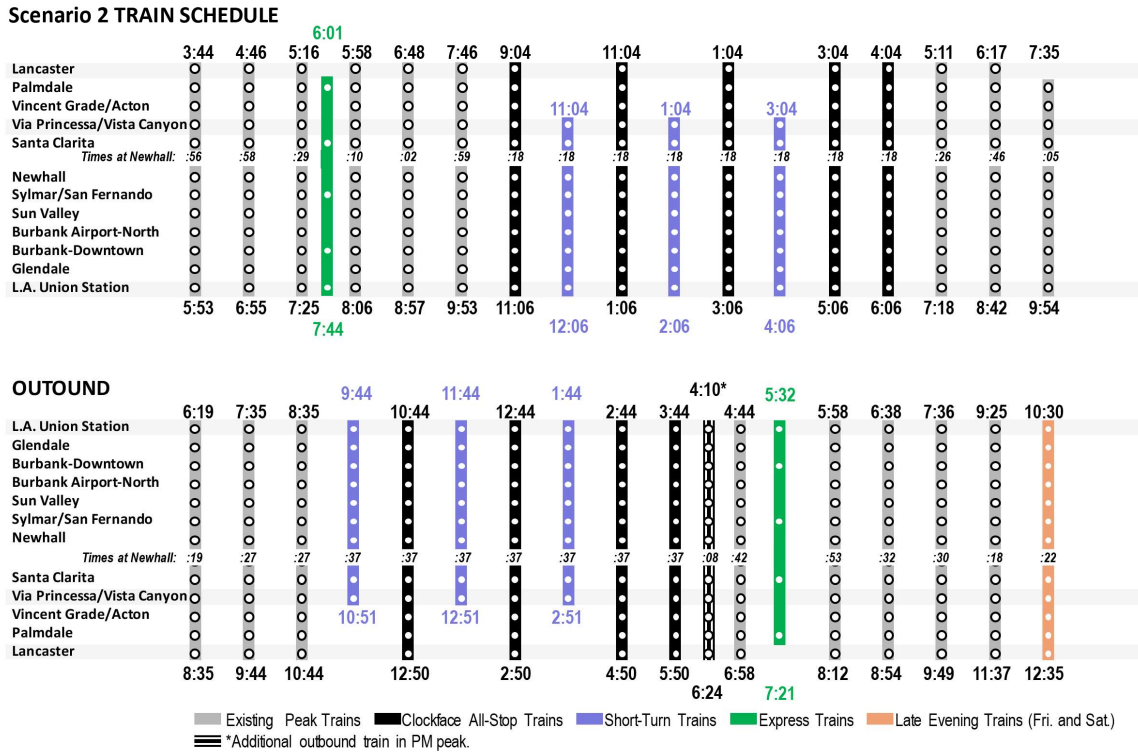 Scenario 2 TRAIN SCHEDULE
6:01
3:44 4:46 5:16 5:58 6:48 7:46 9:04 11:04 1:04 3:04 4:04 5:11 6:17 7:35
Lancaster
Palmdale
Vincent Grade/Acton 11:04 1:04 3:04
Via Princessa/Vista Canyon
Santa Clarita
Times at Newhall: :56 :58 :29 :10 :02 :59 :18 :18 :18 :18 :18 :18 :18 :18 :26 :46 :05
Newhall
Sylmar/San Fernando
Sun Valley
Burbank Airport-North
Burbank-Downtown
Glendale
L.A. Union Station
5:53 6:55 7:25 8:06 8:57 9:53 11:06 1:06 3:06 5:06 6:06 7:18 8:42 9:54
7:44 12:06 2:06 4:06
OUTOUND
9:44 11:44 1:44 4:10* 5:32
6:19 7:35 8:35 10:44 12:44 2:44 3:44 4:44 5:58 6:38 7:36 9:25 10:30
L.A. Union Station
Glendale
Burbank-Downtown
Burbank Airport-North
Sun Valley
Sylmar/San Fernando
Newhall
Times at Newhall: :19 :27 :27 :37 :37 :37 :37 :37 :37 :37 :08 :42 :53 :32 :30 :18 :22
Santa Clarita
Via Princessa/Vista Canyon
Vincent Grade/Acton 10:51 12:51 2:51
Palmdale
Lancaster
8:35 9:44 10:44 12:50 2:50 4:50 5:50 6:58 8:12 8:54 9:49 11:37 12:35
6:24 7:21
Existing Peak Trains Clockface All-Stop Trains Short-Turn Trains Express Trains Late Evening Trains (Fri. and Sat.)
*Additional outbound train in PM peak.